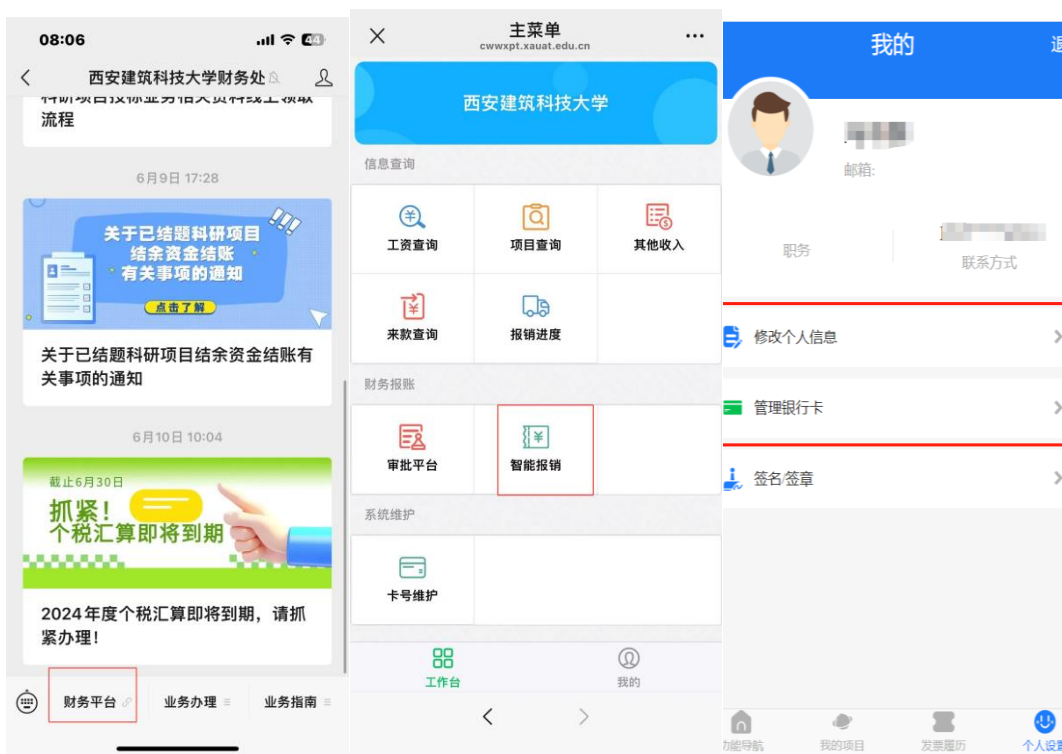 08:06
44
西安建筑科技大学财务处
科研项目投标业务相关资料线上领取
流程
6月9日 17:28
关于已结题科研项目
结余资金结账
有关事项的通知
点击了解
关于已结题科研项目结余资金结账有
关事项的通知
6月10日 10:04
截止6月30日
抓紧!
个税汇算即将到期
2024年度个税汇算即将到期,请抓
紧办理!
财务平台
业务办理
业务指南
主菜单
cwwxpt.xauat.edu.cn
西安建筑科技大学
信息查询
工资查询
项目查询
其他收入
来款查询
报销进度
财务报账
审批平台
智能报销
系统维护
卡号维护
工作台
我的
我的
退
邮箱:
职务
联系方式
修改个人信息
管理银行卡
签名/签章
功能导航
我的项目
发票履历
个人设置